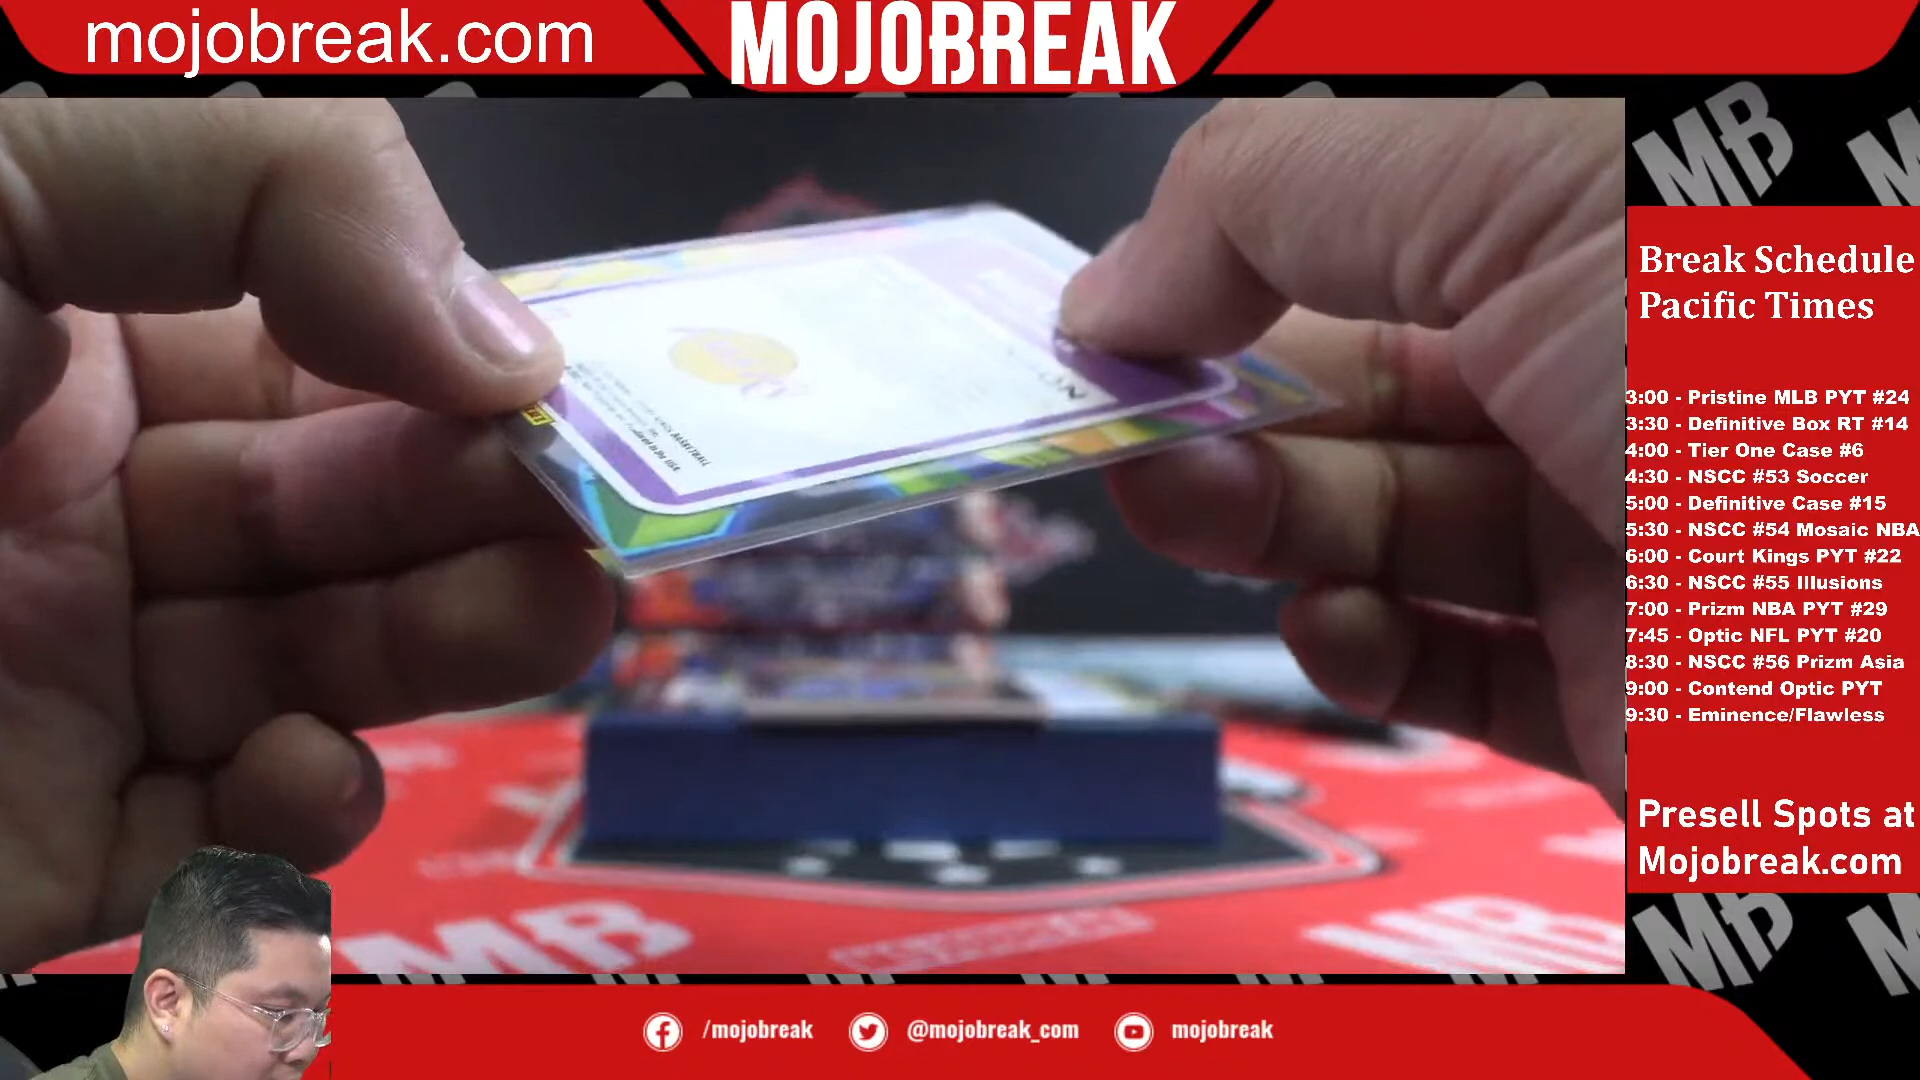 mojobreak.com
MOJOBREAK
Break Schedule
Pacific Times
3:00 - Pristine MLB PYT #24
3:30 - Definitive Box RT #14
4:00 - Tier One Case #6
4:30 - NSCC #53 Soccer
5:00 - Definitive Case #15
5:30 - NSCC #54 Mosaic NBA
6:00 - Court Kings PYT #22
6:30 - NSCC #55 Illusions
7:00 - Prizm NBA PYT #29
7:45 - Optic NFL PYT #20
8:30 - NSCC #56 Prizm Asia
9:00 - Contend Optic PYT
9:30 - Eminence/Flawless
Presell Spots at
Mojobreak.com
BASKETBALL
MB
MB
/mojobreak
@mojobreak_com
mojobreak